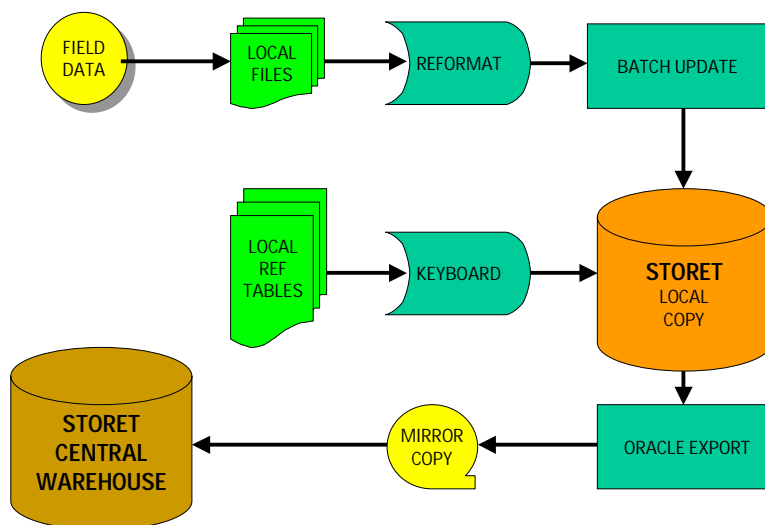 FIELD
DATA
LOCAL
FILES
REFORMAT
BATCH UPDATE
LOCAL
REF
TABLES
KEYBOARD
STORET
LOCAL
COPY
STORET
CENTRAL
WAREHOUSE
MIRROR
COPY
ORACLE EXPORT